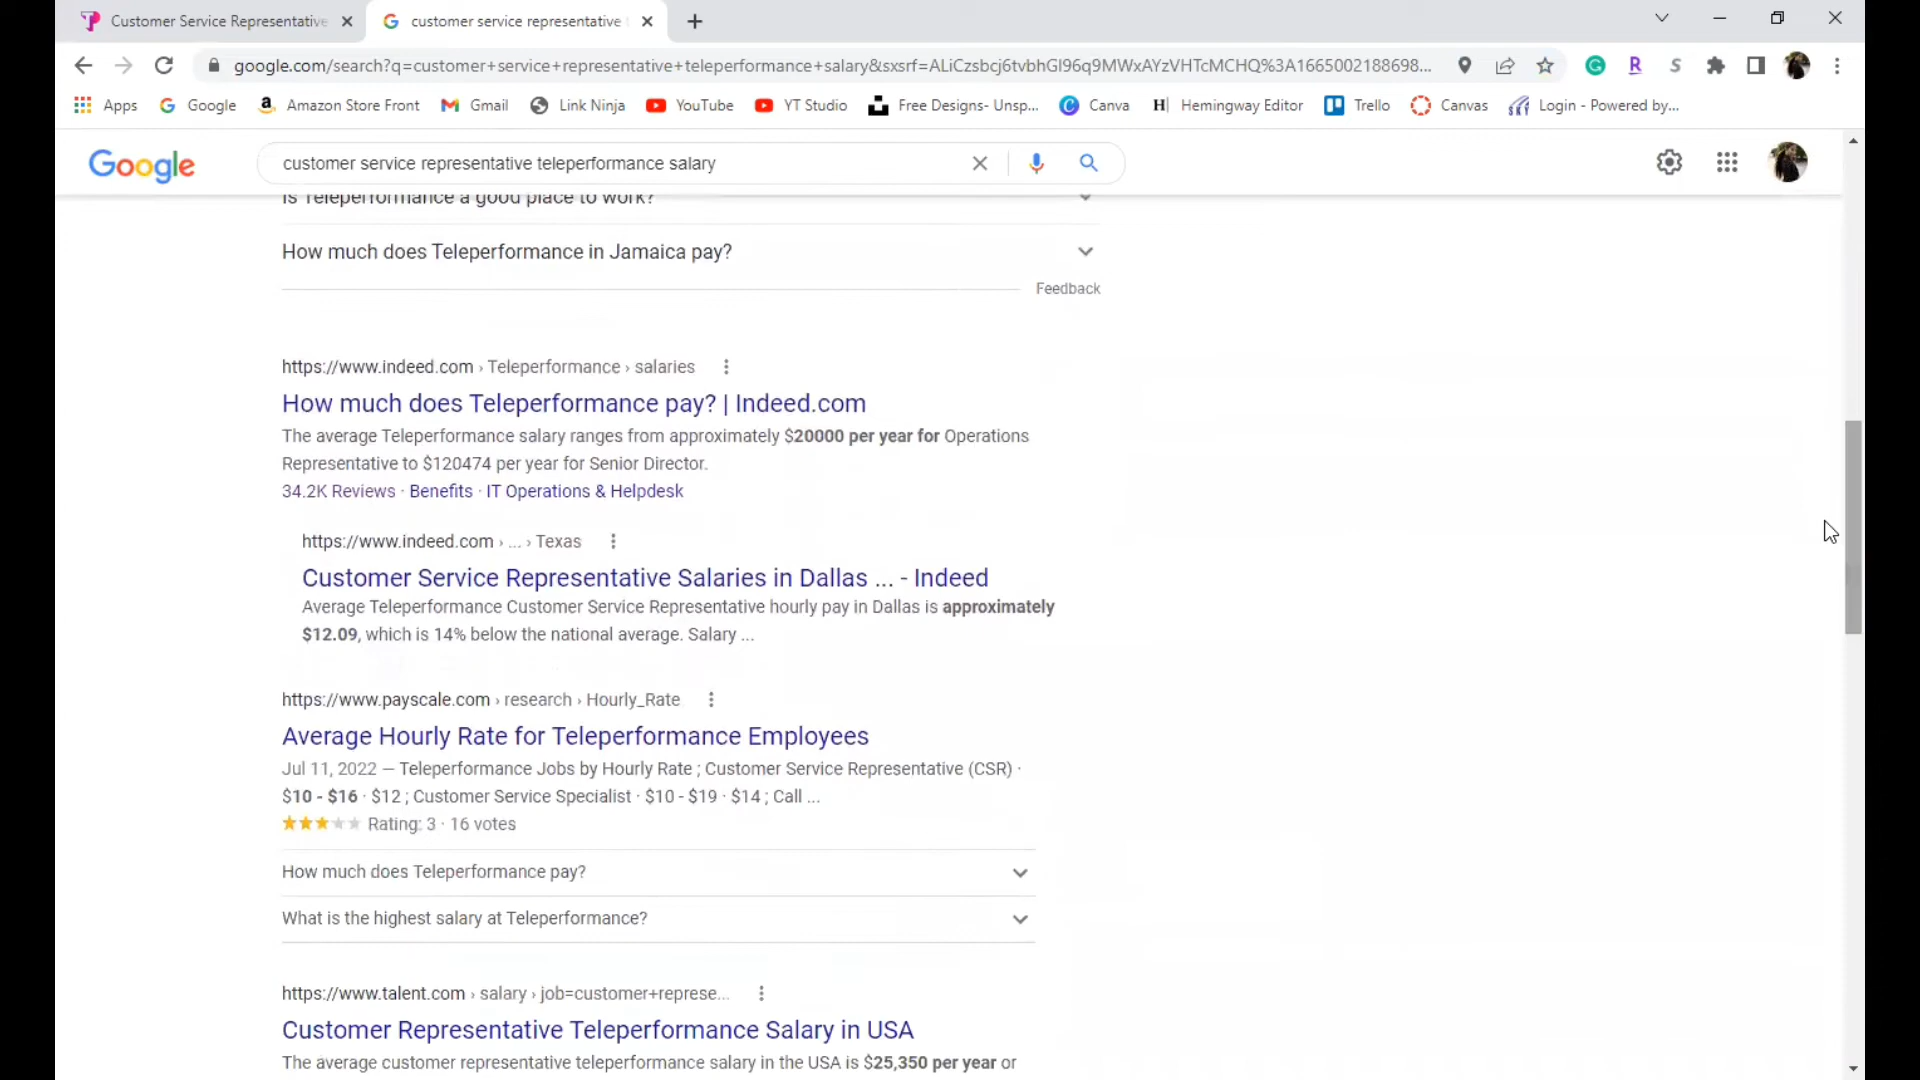 Customer Service Representative
customer service representative
google.com/search?q=customer+service+representative+teleperformance+salary&sxsrf=ALiCzsbcj6tvbhGI96q9MWxAYzVHTcMCHQ%3A1665002188698...
Apps Google Amazon Store Front Gmail Link Ninja YouTube YT Studio Free Designs- Unsp... Canva Hemingway Editor Trello Canvas Login - Powered by...
Google customer service representative teleperformance salary
Is Teleperformance a good place to work?
How much does Teleperformance in Jamaica pay?
Feedback
https://www.indeed.com › Teleperformance › salaries
How much does Teleperformance pay? | Indeed.com
The average Teleperformance salary ranges from approximately $20000 per year for Operations
Representative to $120474 per year for Senior Director.
34.2K Reviews · Benefits · IT Operations & Helpdesk
https://www.indeed.com › ... › Texas
Customer Service Representative Salaries in Dallas ... - Indeed
Average Teleperformance Customer Service Representative hourly pay in Dallas is approximately
$12.09, which is 14% below the national average. Salary ...
https://www.payscale.com › research › Hourly_Rate
Average Hourly Rate for Teleperformance Employees
Jul 11, 2022 — Teleperformance Jobs by Hourly Rate ; Customer Service Representative (CSR) ·
$10 - $16 · $12 ; Customer Service Specialist · $10 - $19 · $14 ; Call ...
Rating: 3 · 16 votes
How much does Teleperformance pay?
What is the highest salary at Teleperformance?
https://www.talent.com › salary › job=customer+represe...
Customer Representative Teleperformance Salary in USA
The average customer representative teleperformance salary in the USA is $25,350 per year or